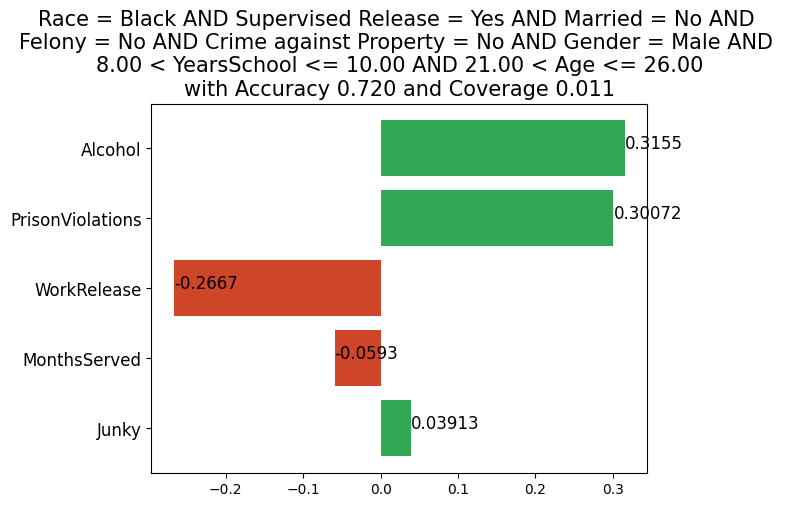 Race = Black AND Supervised Release = Yes AND Married = No AND
Felony = No AND Crime against Property = No AND Gender = Male AND
8.00 < YearsSchool <= 10.00 AND 21.00 < Age <= 26.00
with Accuracy 0.720 and Coverage 0.011
Alcohol
0.3155
PrisonViolations
0.30072
WorkRelease
-0.2667
MonthsServed
-0.0593
Junky
0.03913
−0.2 −0.1 0.0 0.1 0.2 0.3